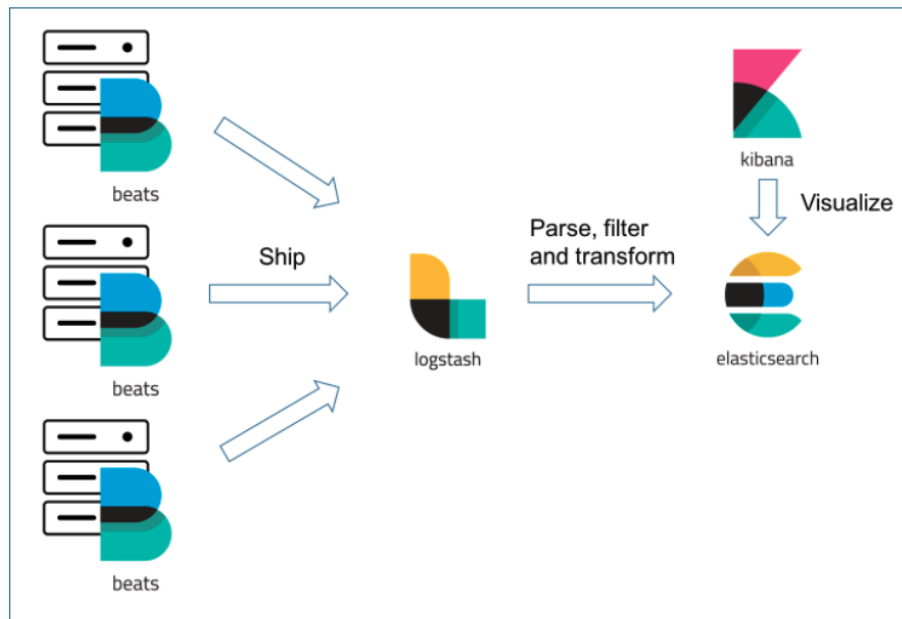 beats
beats
beats
Ship
logstash
Parse, filter
and transform
kibana
Visualize
elasticsearch